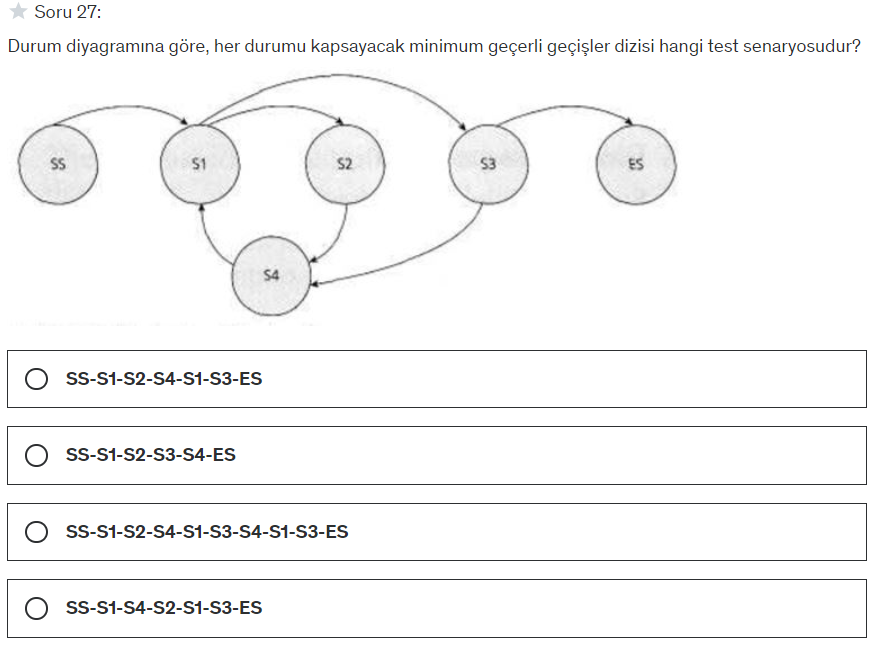 Soru 27:
Durum diyagramına göre, her durumu kapsayacak minimum geçerli geçişler dizisi hangi test senaryosudur?
SS
S1
S2
S3
ES
S4
SS-S1-S2-S4-S1-S3-ES
SS-S1-S2-S3-S4-ES
SS-S1-S2-S4-S1-S3-S4-S1-S3-ES
SS-S1-S4-S2-S1-S3-ES